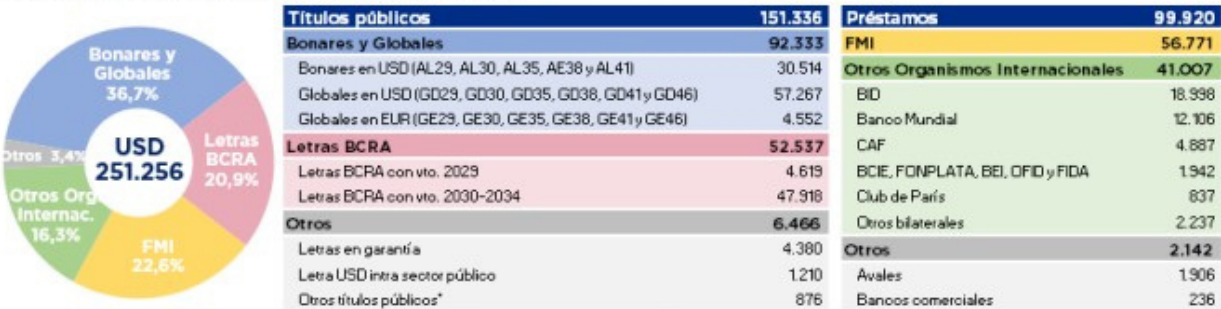 Bonares y
Globales
36,7%
Letras
BCRA
20,9%
USD
251.256
Otros 3,4%
Otros Org
Internac.
16,3%
FMI
22,6%
Títulos públicos 151.336
Bonares y Globales 92.333
Bonares en USD (AL29, AL30, AL35, AE38 y AL41) 30.514
Globales en USD (GD29, GD30, GD35, GD38, GD41 y GD46) 57.267
Globales en EUR (GE29, GE30, GE35, GE38, GE41 y GE46) 4.552
Letras BCRA 52.537
Letras BCRA con vto. 2029 4.619
Letras BCRA con vto. 2030-2034 47.918
Otros 6.466
Letras en garantía 4.380
Letra USD intra sector público 1.210
Otros títulos públicos* 876
Préstamos 99.920
FMI 56.771
Otros Organismos Internacionales 41.007
BID 18.998
Banco Mundial 12.106
CAF 4.887
BCIE, FONPLATA, BEI, OFID y FIDA 1.942
Club de París 837
Otros bilaterales 2.237
Otros 2.142
Avales 1.906
Bancos comerciales 236